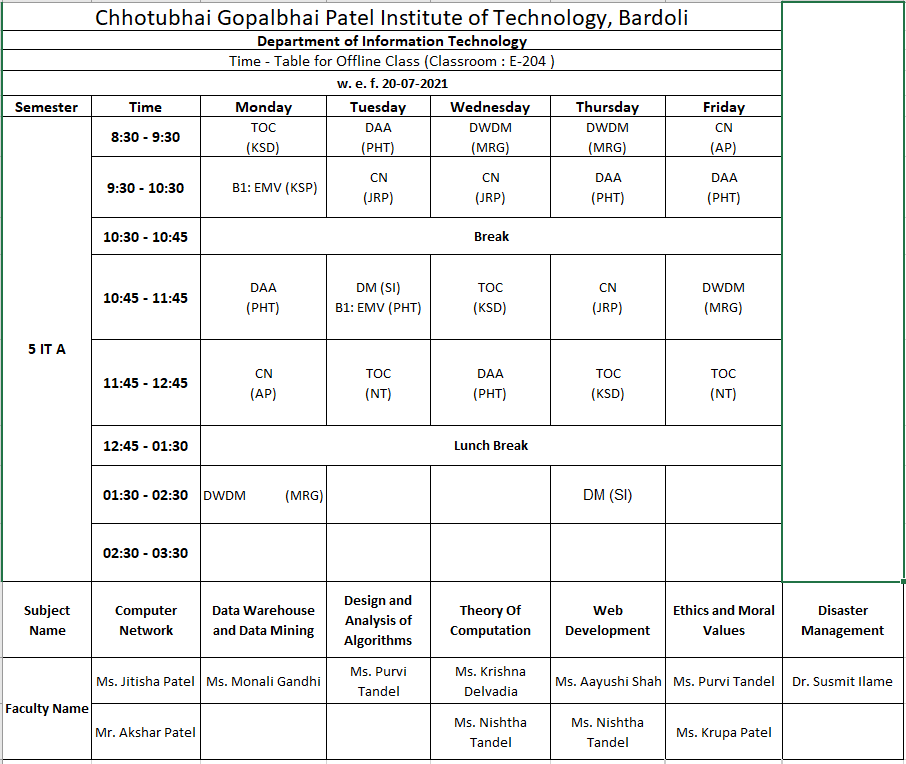 Chhotubhai Gopalbhai Patel Institute of Technology, Bardoli
Department of Information Technology
Time - Table for Offline Class (Classroom : E-204 )
w. e. f. 20-07-2021
Semester Time Monday Tuesday Wednesday Thursday Friday
8:30 - 9:30
TOC DAA DWDM DWDM CN
(KSD) (PHT) (MRG) (MRG) (AP)
9:30 - 10:30 B1: EMV (KSP)
CN CN DAA DAA
(JRP) (JRP) (PHT) (PHT)
10:30 - 10:45 Break
5 IT A
10:45 - 11:45
DAA DM (SI) TOC CN DWDM
(PHT) B1: EMV (PHT) (KSD) (JRP) (MRG)
11:45 - 12:45
CN TOC DAA TOC TOC
(AP) (NT) (PHT) (KSD) (NT)
12:45 - 01:30 Lunch Break
01:30 - 02:30 DWDM (MRG) DM (SI)
02:30 - 03:30
Subject
Name
Computer
Network
Data Warehouse
and Data Mining
Design and
Analysis of
Algorithms
Theory Of
Computation
Web
Development
Ethics and Moral
Values
Disaster
Management
Faculty Name
Ms. Jitisha Patel
Ms. Monali Gandhi
Ms. Purvi
Tandel
Ms. Krishna
Delvadia
Ms. Aayushi Shah
Ms. Purvi Tandel
Dr. Susmit Ilame
Mr. Akshar Patel
Ms. Nishtha
Tandel
Ms. Nishtha
Tandel
Ms. Krupa Patel